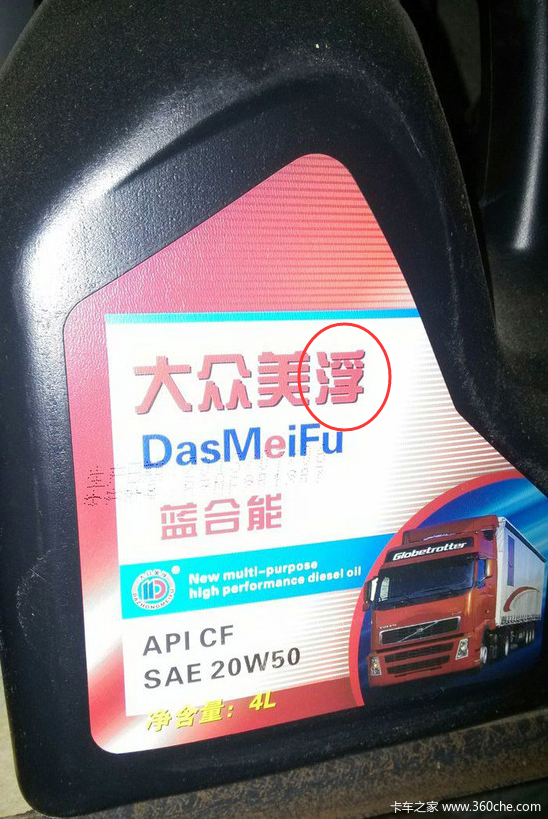 大众美浮
DasMeiFu
蓝合能
New multi-purpose
high performance diesel oil
API CF
SAE 20W50
净含量：4L
Globetrotter
卡车之家 www.360che.com